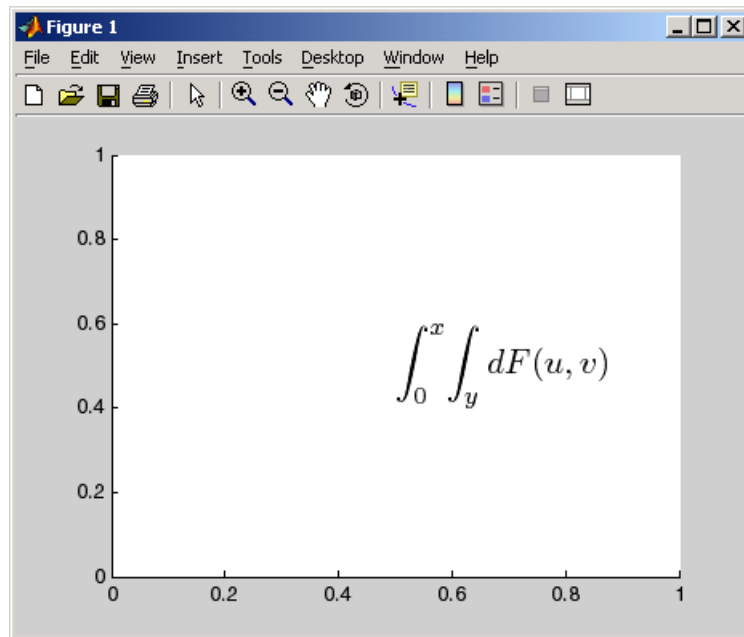 Figure 1
File Edit View Insert Tools Desktop Window Help
1
0.8
0.6
0.4
0.2
0
∫₀ˣ ∫_y dF(u, v)
0 0.2 0.4 0.6 0.8 1